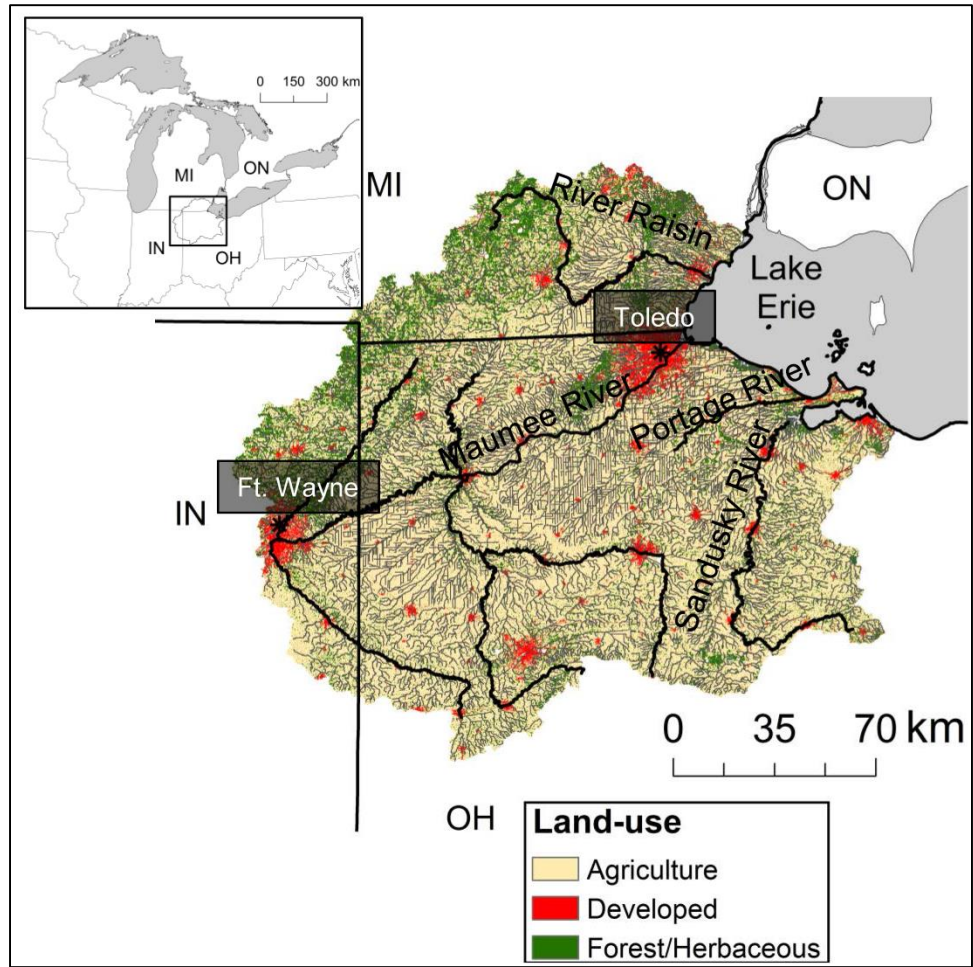 0 150 300 km
MI
ON
IN
OH
MI
ON
River Raisin
Lake
Erie
Toledo
Maumee River
Portage River
Sandusky River
Ft. Wayne
IN
0 35 70 km
OH
Land-use
Agriculture
Developed
Forest/Herbaceous